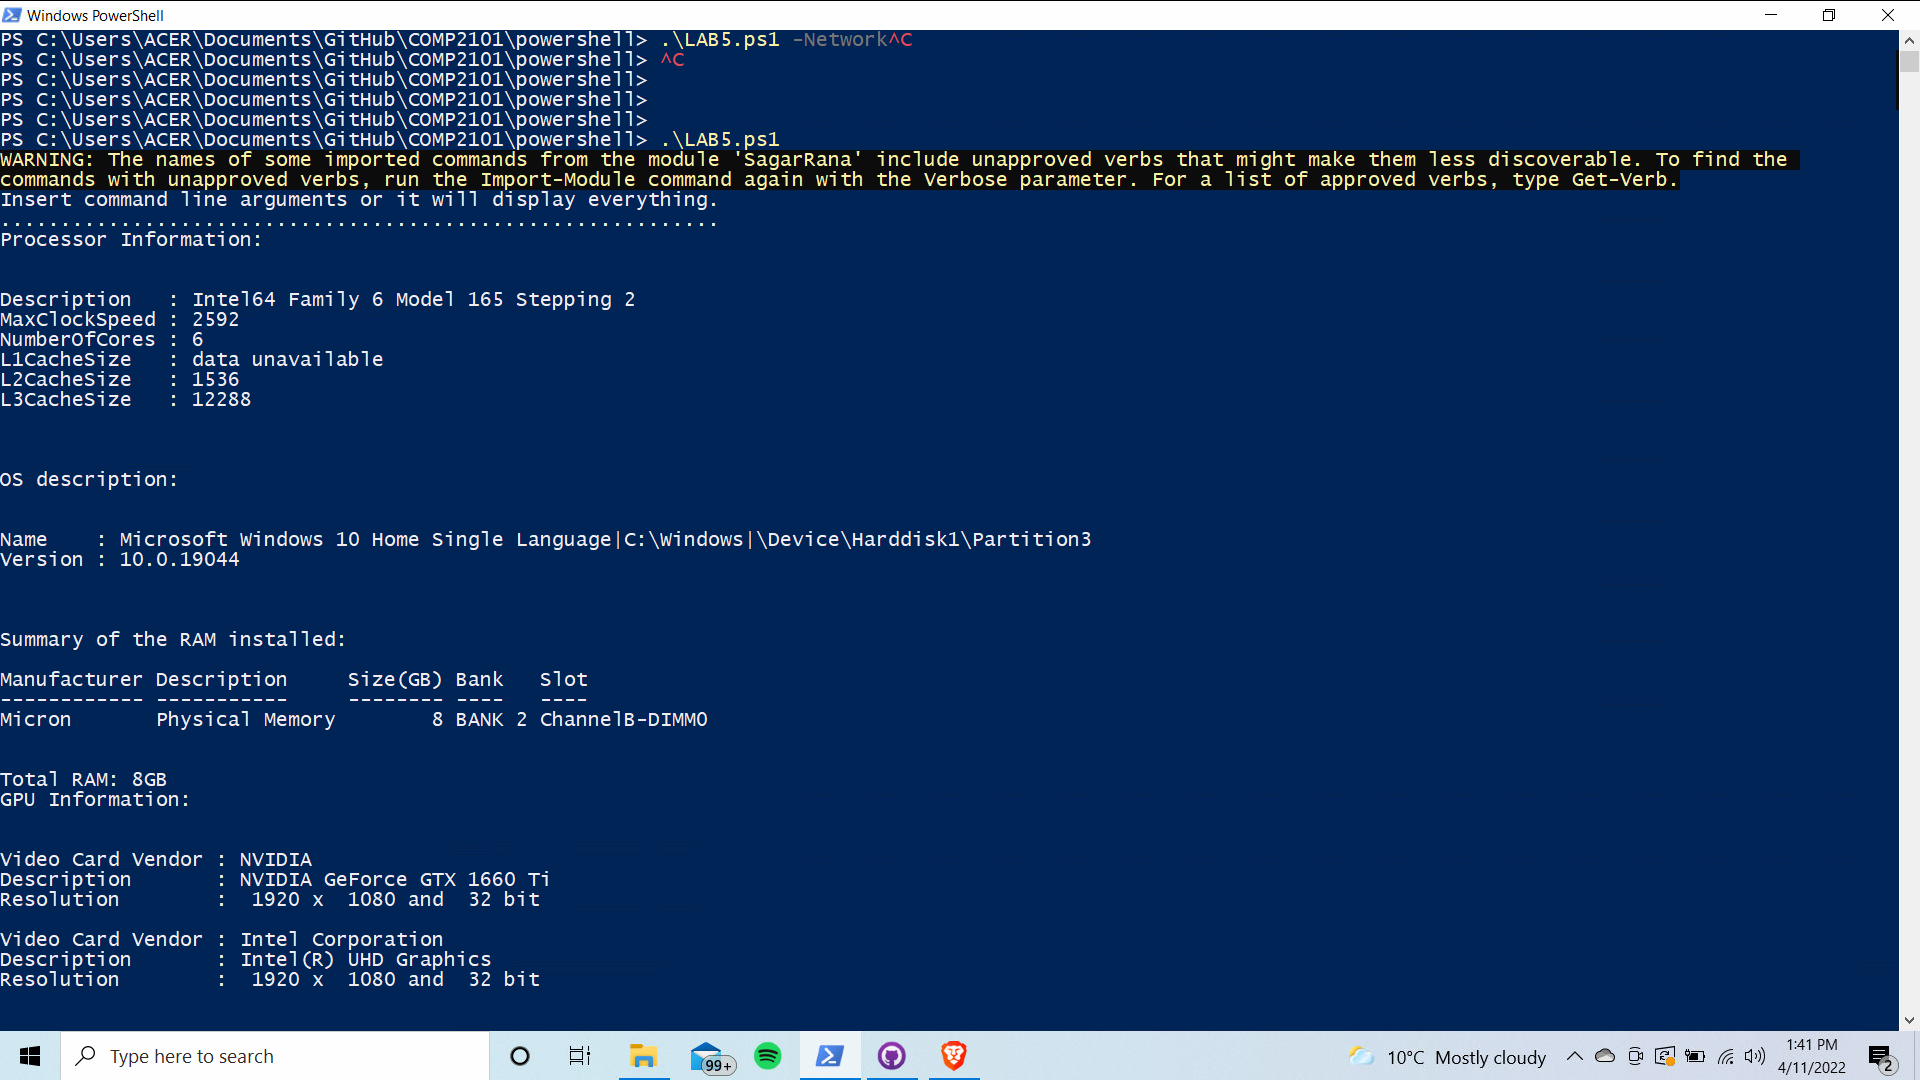 Windows PowerShell
PS C:\Users\ACER\Documents\GitHub\COMP2101\powershell> .\LAB5.ps1 -Network^C
PS C:\Users\ACER\Documents\GitHub\COMP2101\powershell> ^C
PS C:\Users\ACER\Documents\GitHub\COMP2101\powershell>
PS C:\Users\ACER\Documents\GitHub\COMP2101\powershell>
PS C:\Users\ACER\Documents\GitHub\COMP2101\powershell>
PS C:\Users\ACER\Documents\GitHub\COMP2101\powershell> .\LAB5.ps1
WARNING: The names of some imported commands from the module 'SagarRana' include unapproved verbs that might make them less discoverable. To find the
commands with unapproved verbs, run the Import-Module command again with the Verbose parameter. For a list of approved verbs, type Get-Verb.
Insert command line arguments or it will display everything.
............................................................
Processor Information:
Description   : Intel64 Family 6 Model 165 Stepping 2
MaxClockSpeed : 2592
NumberOfCores : 6
L1CacheSize   : data unavailable
L2CacheSize   : 1536
L3CacheSize   : 12288
OS description:
Name    : Microsoft Windows 10 Home Single Language|C:\Windows|\Device\Harddisk1\Partition3
Version : 10.0.19044
Summary of the RAM installed:
Manufacturer Description     Size(GB) Bank   Slot
------------ -----------     -------- ----   ----
Micron       Physical Memory        8 BANK 2 ChannelB-DIMM0
Total RAM: 8GB
GPU Information:
Video Card Vendor : NVIDIA
Description       : NVIDIA GeForce GTX 1660 Ti
Resolution        :  1920 x  1080 and  32 bit
Video Card Vendor : Intel Corporation
Description       : Intel(R) UHD Graphics
Resolution        :  1920 x  1080 and  32 bit
Type here to search
99+
10°C Mostly cloudy
1:41 PM
4/11/2022
2